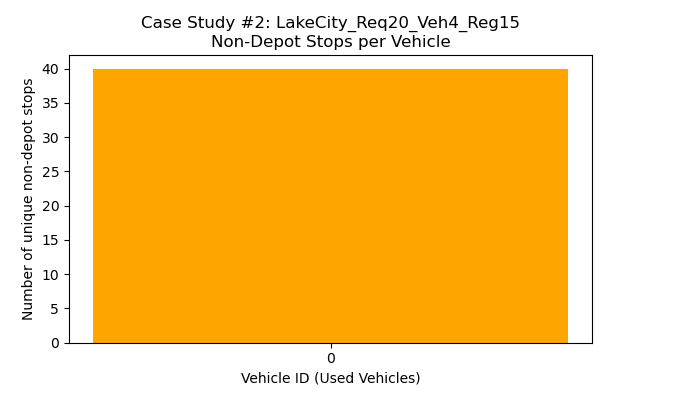 Case Study #2: LakeCity_Req20_Veh4_Reg15
Non-Depot Stops per Vehicle
Number of unique non-depot stops
40
35
30
25
20
15
10
5
0
0
Vehicle ID (Used Vehicles)